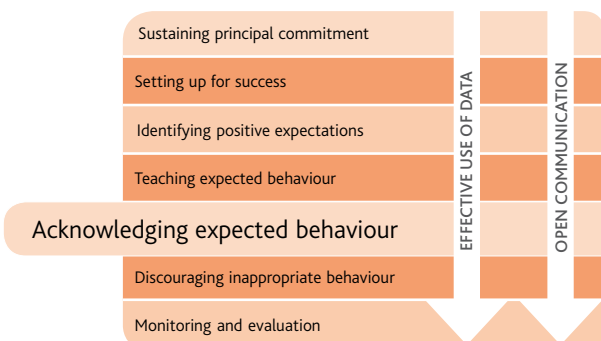 Sustaining principal commitment
Setting up for success
Identifying positive expectations
Teaching expected behaviour
Acknowledging expected behaviour
Discouraging inappropriate behaviour
Monitoring and evaluation
EFFECTIVE USE OF DATA
OPEN COMMUNICATION